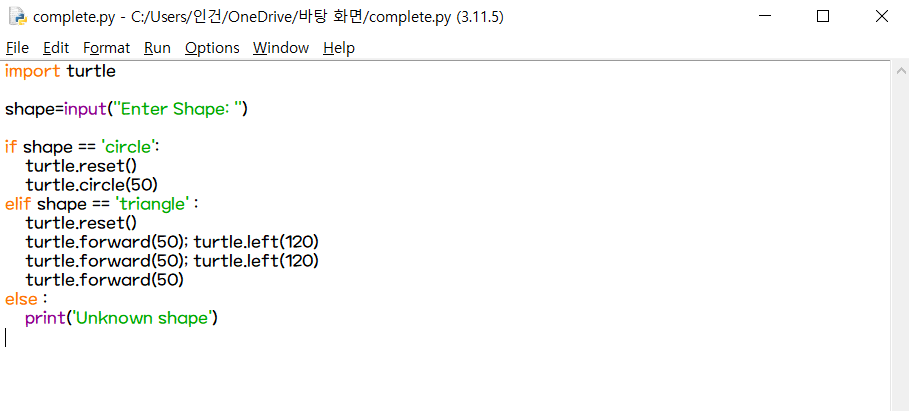 complete.py - C:/Users/인건/OneDrive/바탕 화면/complete.py (3.11.5)
File Edit Format Run Options Window Help
import turtle

shape=input("Enter Shape: ")

if shape == 'circle':
    turtle.reset()
    turtle.circle(50)
elif shape == 'triangle' :
    turtle.reset()
    turtle.forward(50); turtle.left(120)
    turtle.forward(50); turtle.left(120)
    turtle.forward(50)
else :
    print('Unknown shape')